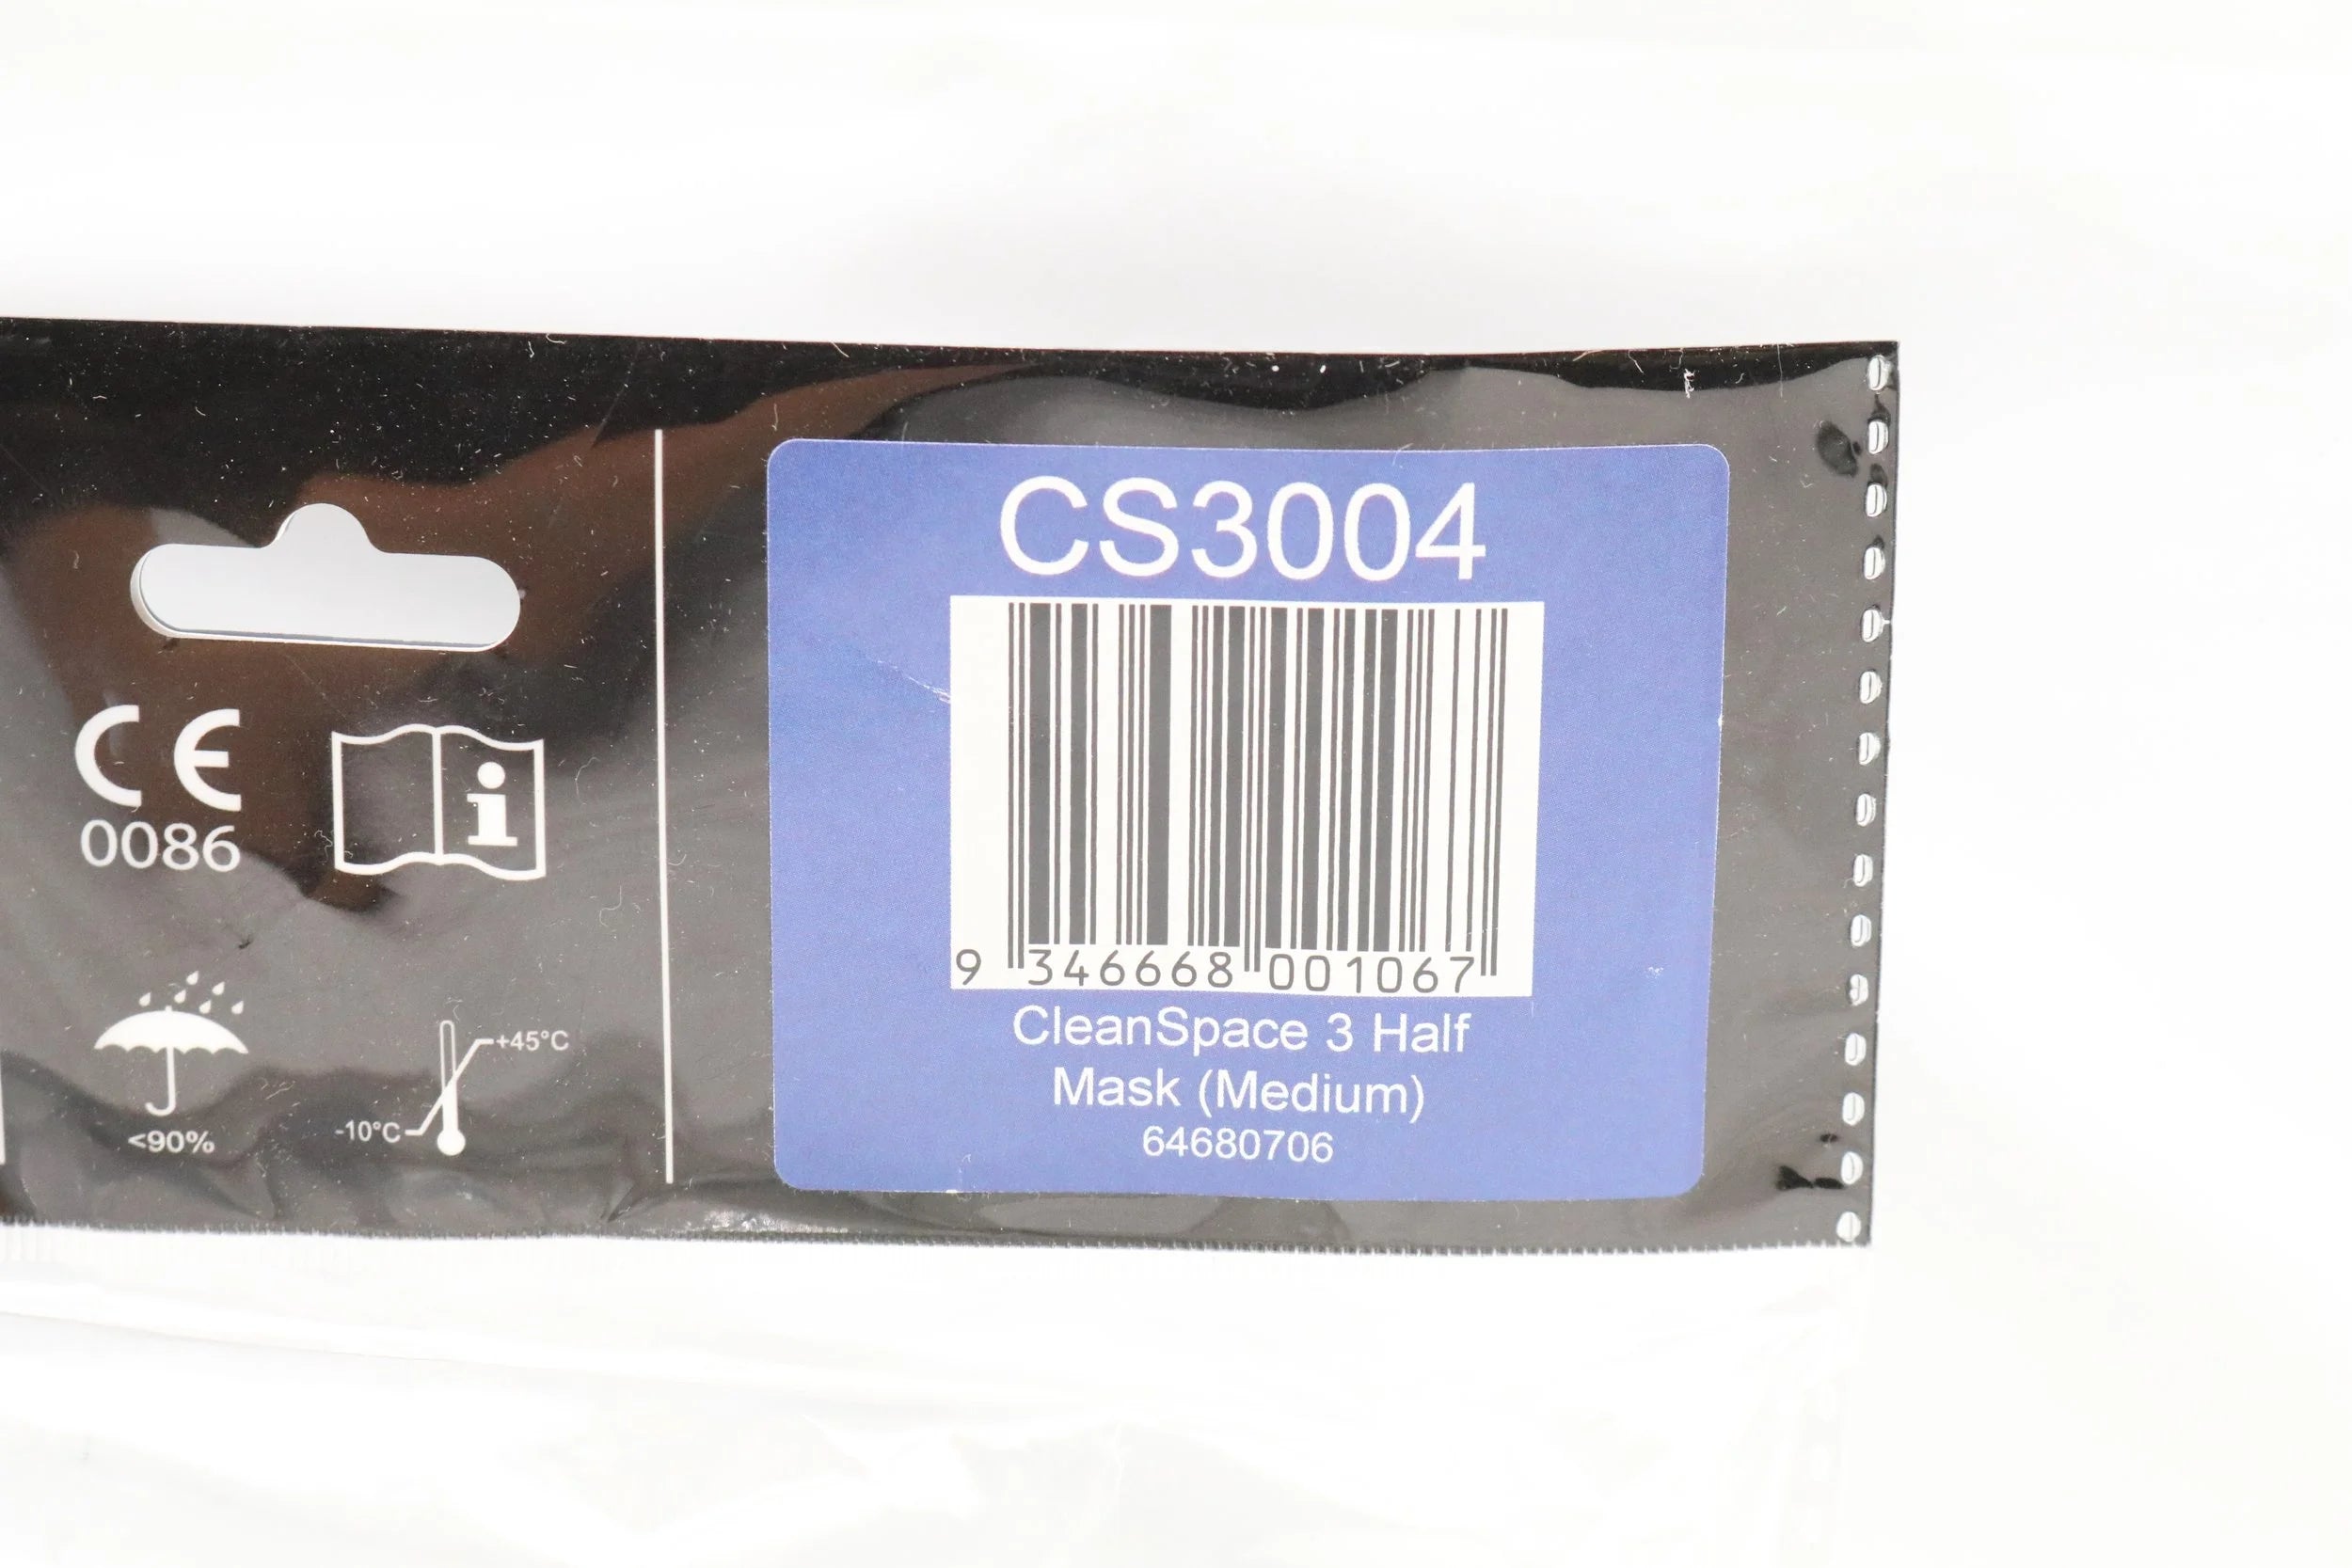 CE
0086
i
<90%
+45°C
-10°C
CS3004
9 346668 001067
CleanSpace 3 Half
Mask (Medium)
64680706